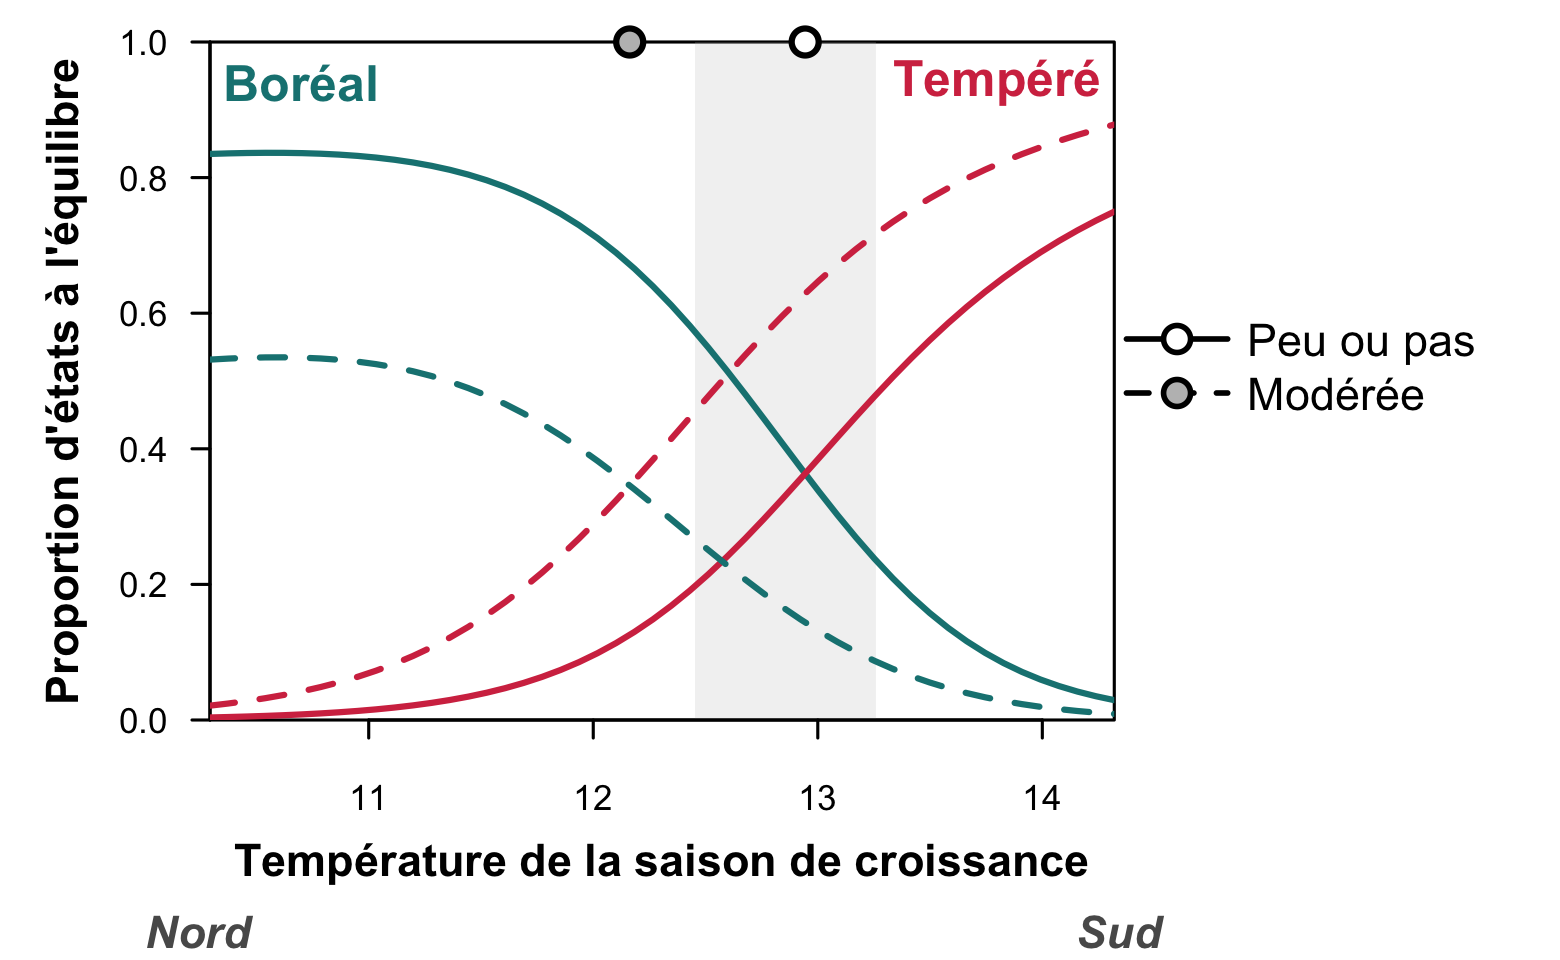 Proportion d'états à l'équilibre
1.0
0.8
0.6
0.4
0.2
0.0
Boréal
Tempéré
Peu ou pas
Modérée
11
12
13
14
Température de la saison de croissance
Nord
Sud